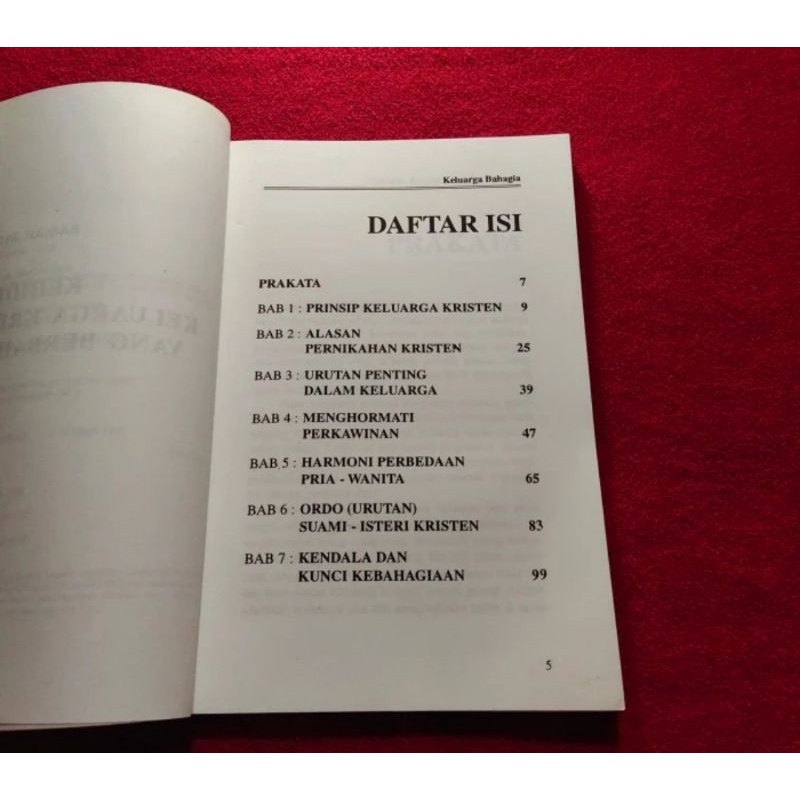 Keluarga Bahagia
DAFTAR ISI
PRAKATA 7
BAB 1 : PRINSIP KELUARGA KRISTEN 9
BAB 2 : ALASAN
PERNIKAHAN KRISTEN 25
BAB 3 : URUTAN PENTING
DALAM KELUARGA 39
BAB 4 : MENGHORMATI
PERKAWINAN 47
BAB 5 : HARMONI PERBEDAAN
PRIA - WANITA 65
BAB 6 : ORDO (URUTAN)
SUAMI - ISTERI KRISTEN 83
BAB 7 : KENDALA DAN
KUNCI KEBAHAGIAAN 99
5